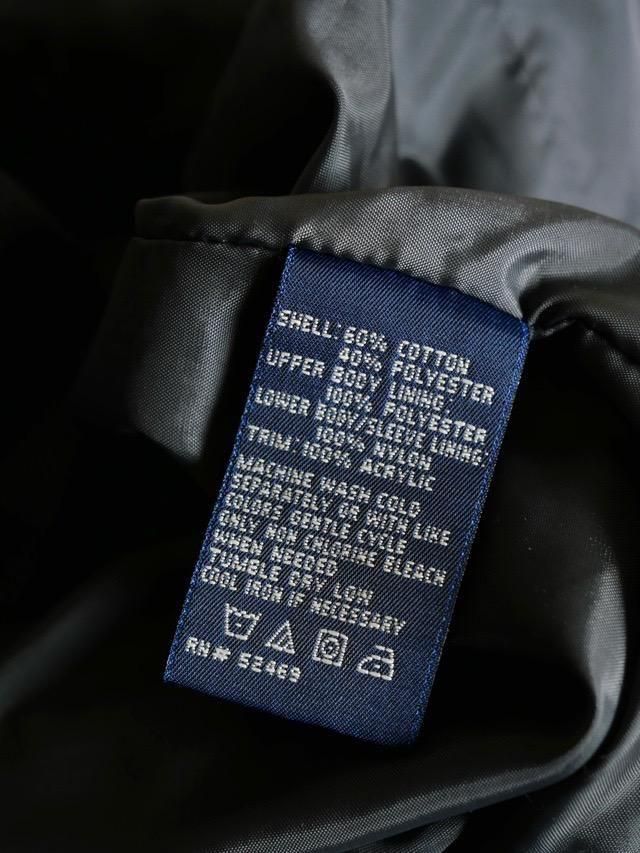 SHELL: 60% COTTON
40% POLYESTER
UPPER BODY LINING:
100% POLYESTER
LOWER BODY/SLEEVE LINING:
100% NYLON
TRIM: 100% ACRYLIC
MACHINE WASH COLD
SEPARATELY OR WITH LIKE
COLORS GENTLE CYCLE
ONLY NON CHLORINE BLEACH
WHEN NEEDED
TUMBLE DRY LOW
COOL IRON IF NECESSARY
RN# 52469